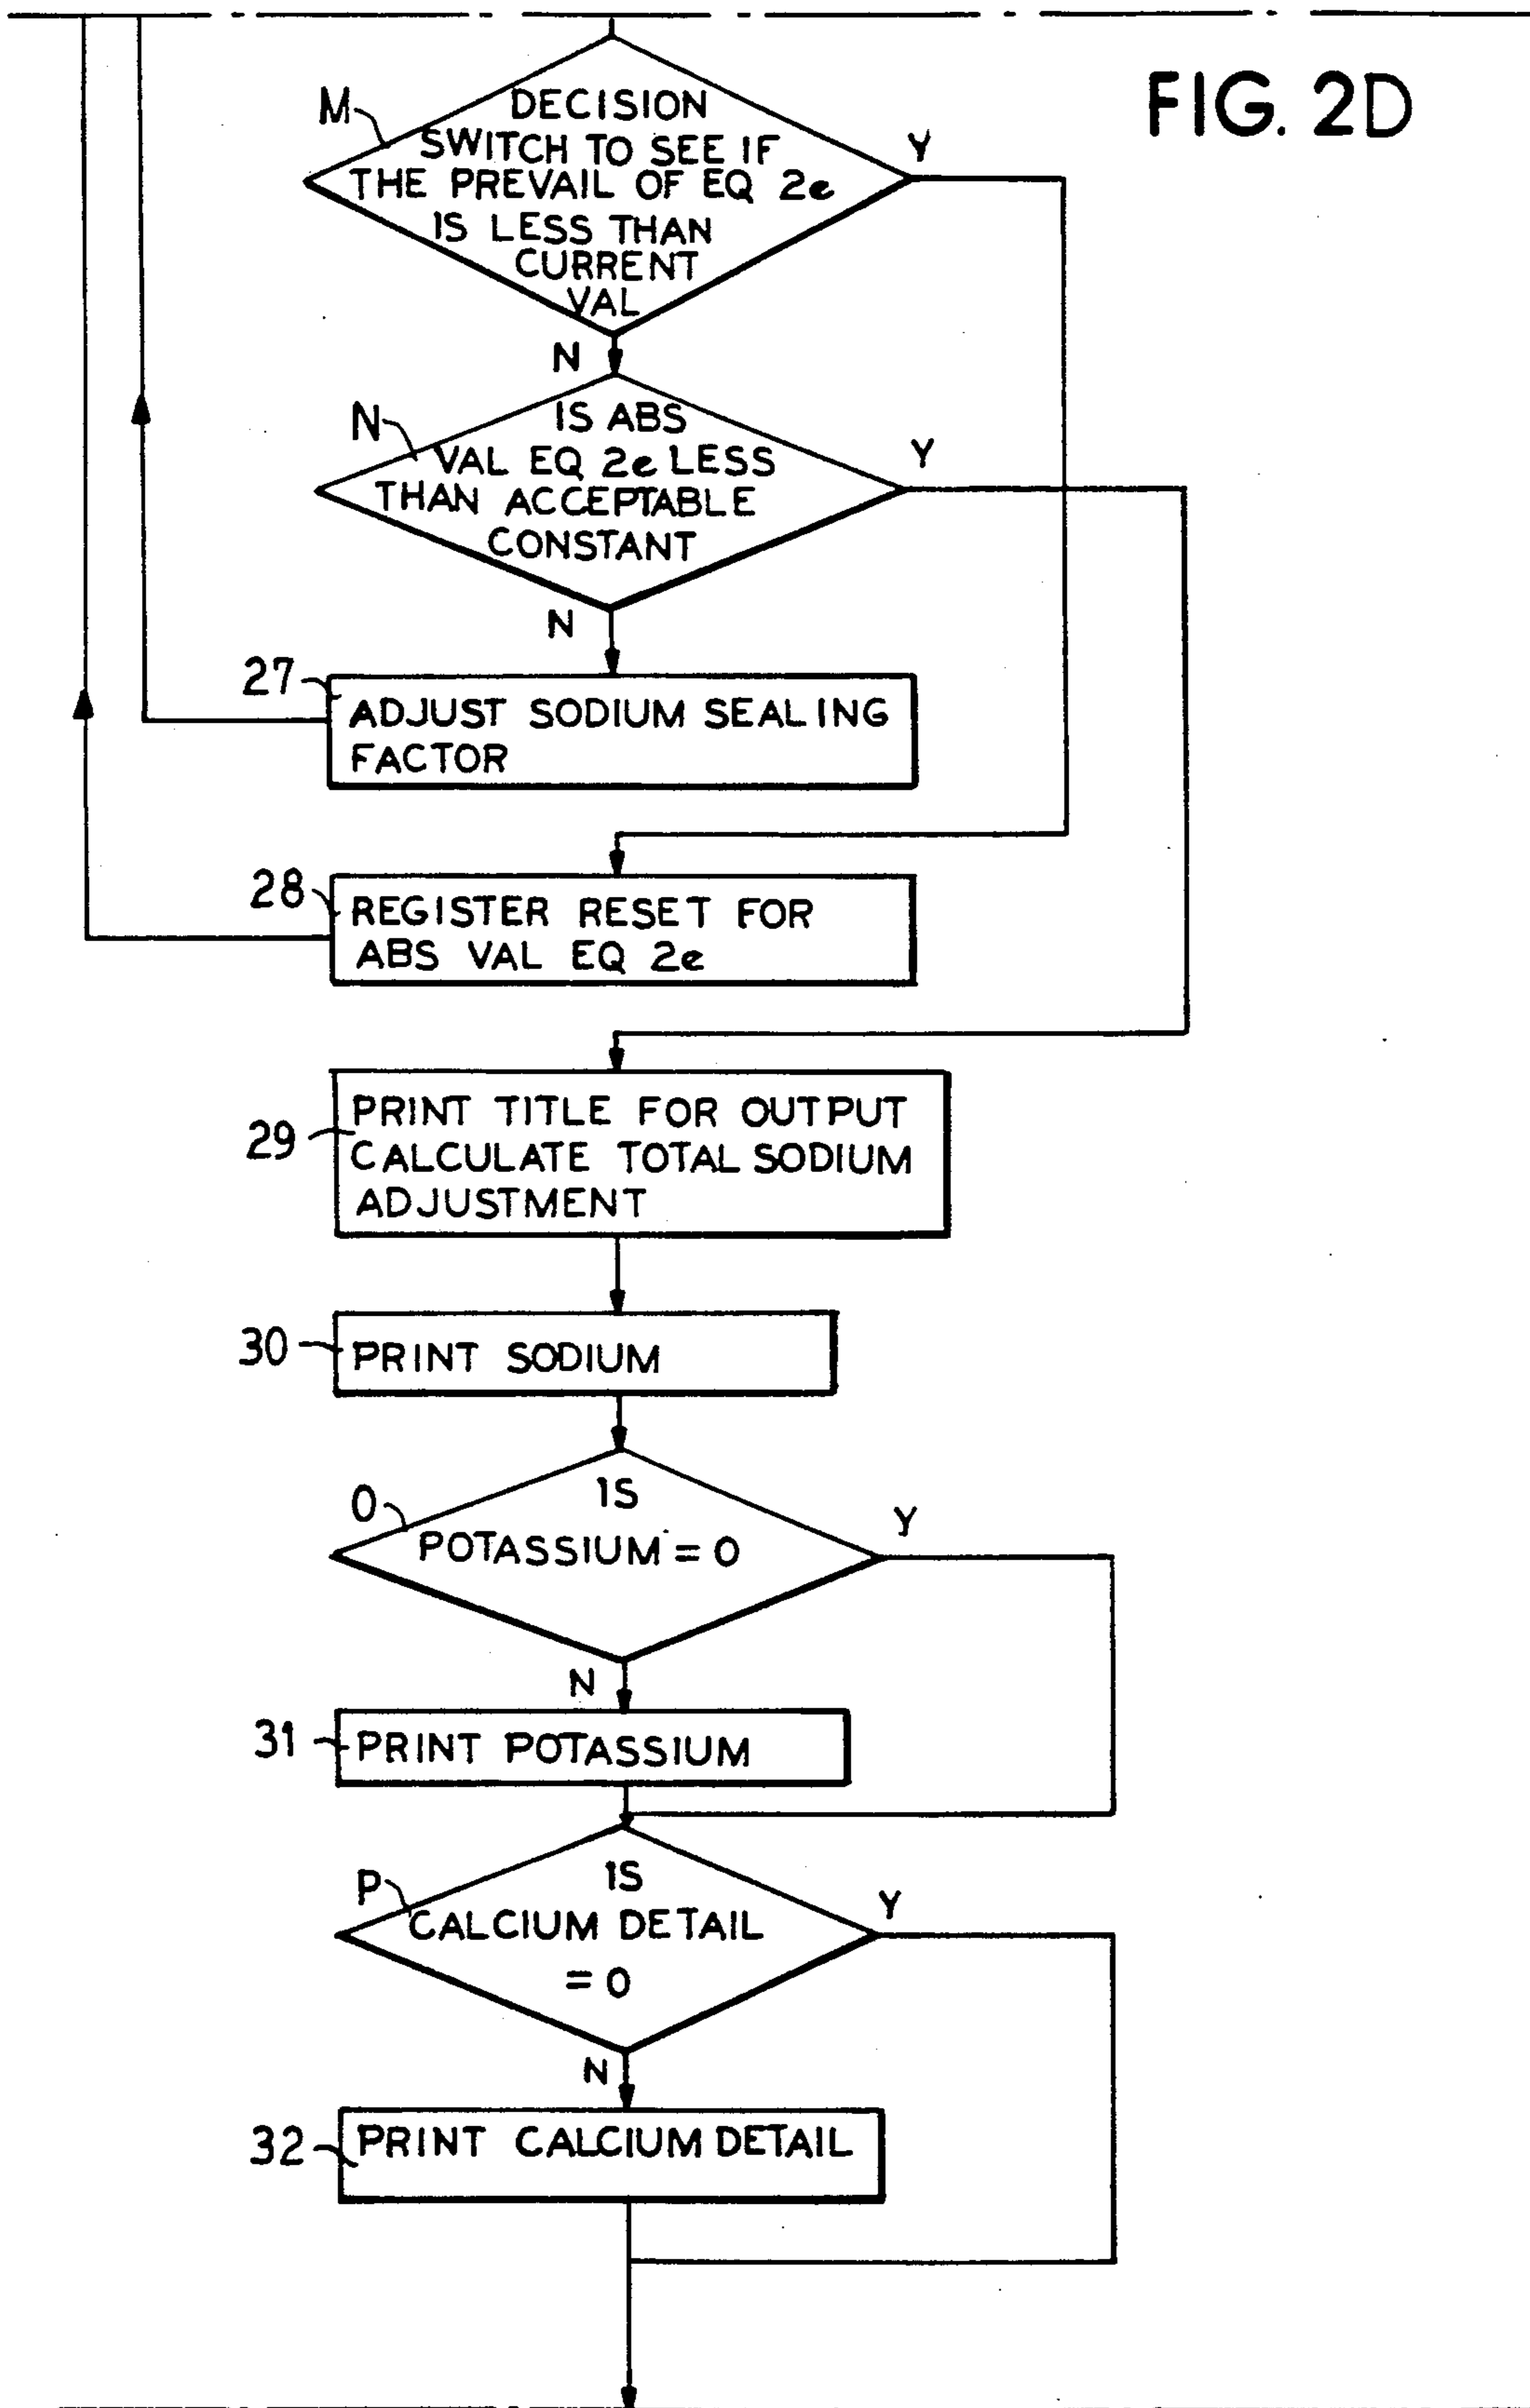 FIG. 2D
M
DECISION
SWITCH TO SEE IF
THE PREVAIL OF EQ 2e
IS LESS THAN
CURRENT
VAL
Y
N
N
IS ABS
VAL EQ 2e LESS
THAN ACCEPTABLE
CONSTANT
Y
N
27
ADJUST SODIUM SEALING
FACTOR
28
REGISTER RESET FOR
ABS VAL EQ 2e
29
PRINT TITLE FOR OUTPUT
CALCULATE TOTAL SODIUM
ADJUSTMENT
30
PRINT SODIUM
O
IS
POTASSIUM = 0
Y
N
31
PRINT POTASSIUM
P
IS
CALCIUM DETAIL
= 0
Y
N
32
PRINT CALCIUM DETAIL